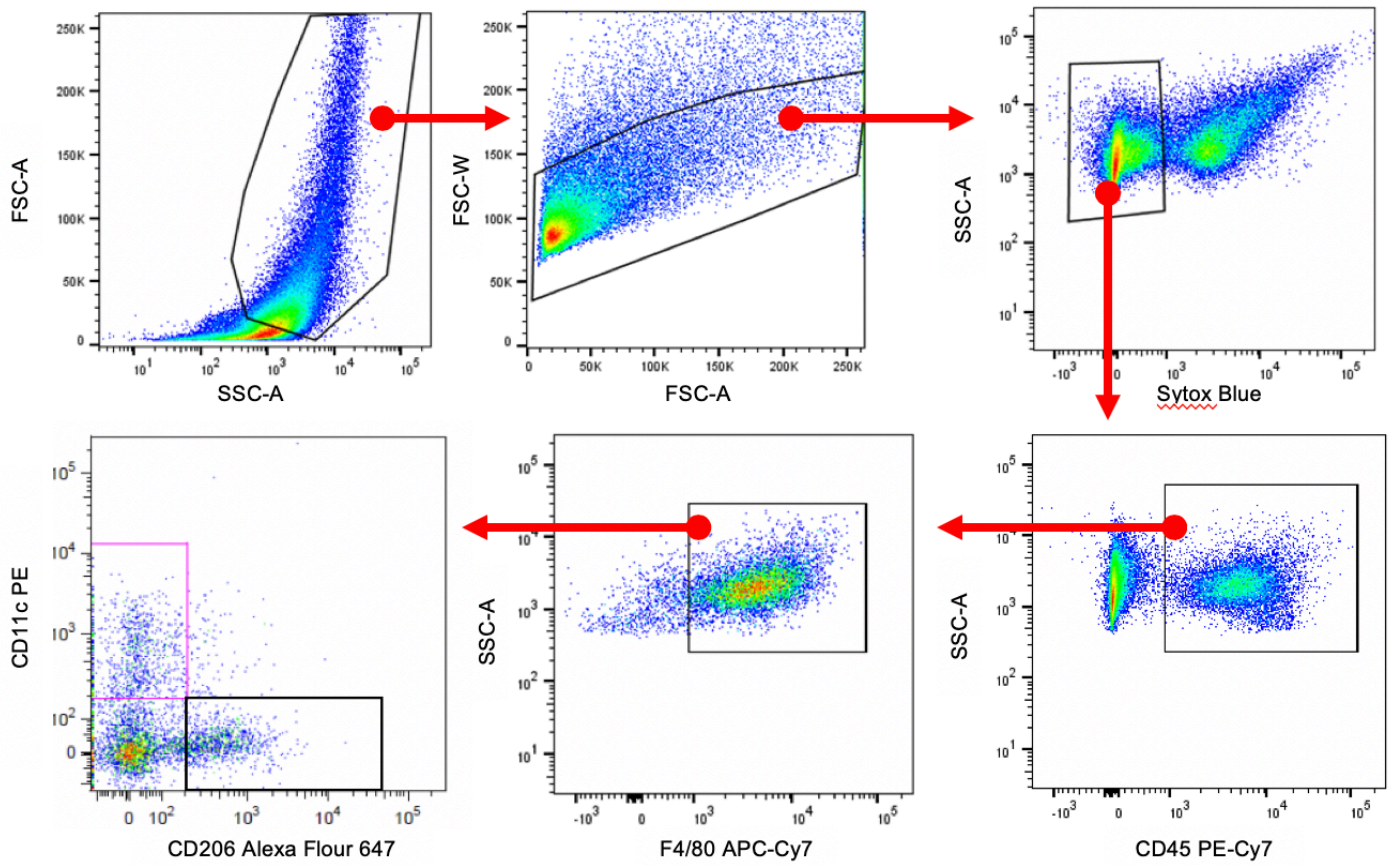 250K
200K
150K
100K
50K
0
FSC-A
10¹ 10² 10³ 10⁴ 10⁵
SSC-A
250K
200K
150K
100K
50K
0
FSC-W
0 50K 100K 150K 200K 250K
FSC-A
10⁵
10⁴
10³
10²
10¹
SSC-A
-10³ 0 10³ 10⁴ 10⁵
Sytox Blue
10⁵
10⁴
10³
10²
0
CD11c PE
0 10² 10³ 10⁴ 10⁵
CD206 Alexa Flour 647
10⁵
10⁴
10³
10²
10¹
SSC-A
-10³ 0 10³ 10⁴ 10⁵
F4/80 APC-Cy7
10⁵
10⁴
10³
10²
10¹
SSC-A
-10³ 0 10³ 10⁴ 10⁵
CD45 PE-Cy7